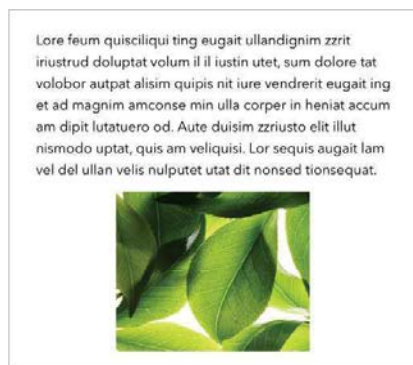 Lore feum quisciliqui ting eugait ullandignim zzrit
iriustrud doluptat volum il il iustin utet, sum dolore tat
volobor autpat alisim quipis nit iure vendrerit eugait ing
et ad magnim amconse min ulla corper in heniat accum
am dipit lutatuero od. Aute duisim zzriusto elit illut
nismodo uptat, quis am veliquisi. Lor sequis augait lam
vel del ullan velis nulputet utat dit nonsed tionsequat.